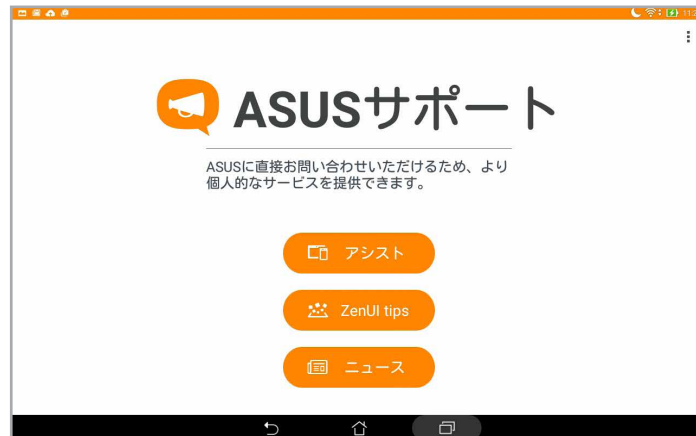 ASUSサポート
ASUSに直接お問い合わせいただけるため、より
個人的なサービスを提供できます。
アシスト
ZenUI tips
ニュース